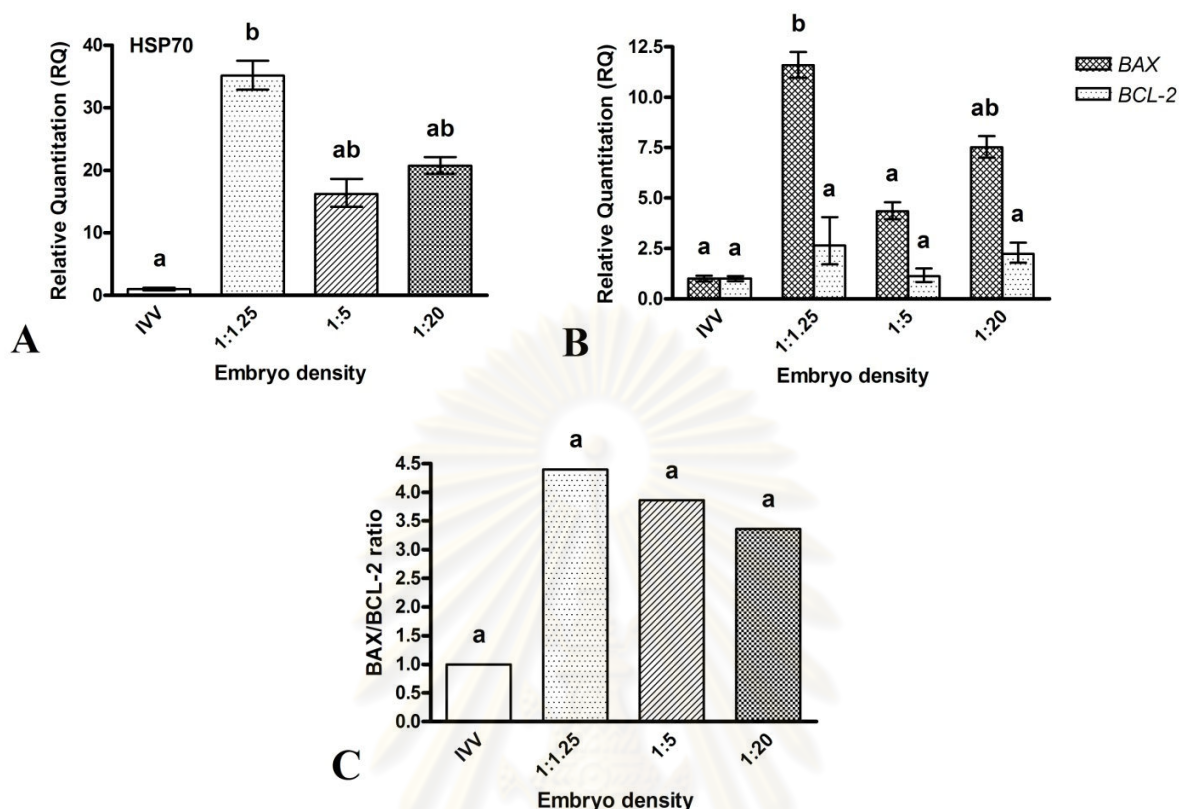 HSP70
b
40
30
20
10
0
a
ab
ab
Relative Quantitation (RQ)
IVV
1:1.25
1:5
1:20
Embryo density
A
b
12.5
10.0
7.5
5.0
2.5
0.0
a
a
a
a
a
ab
a
Relative Quantitation (RQ)
IVV
1:1.25
1:5
1:20
Embryo density
BAX
BCL-2
B
4.5
4.0
3.5
3.0
2.5
2.0
1.5
1.0
0.5
0.0
a
a
a
a
BAX/BCL-2 ratio
IVV
1:1.25
1:5
1:20
Embryo density
C